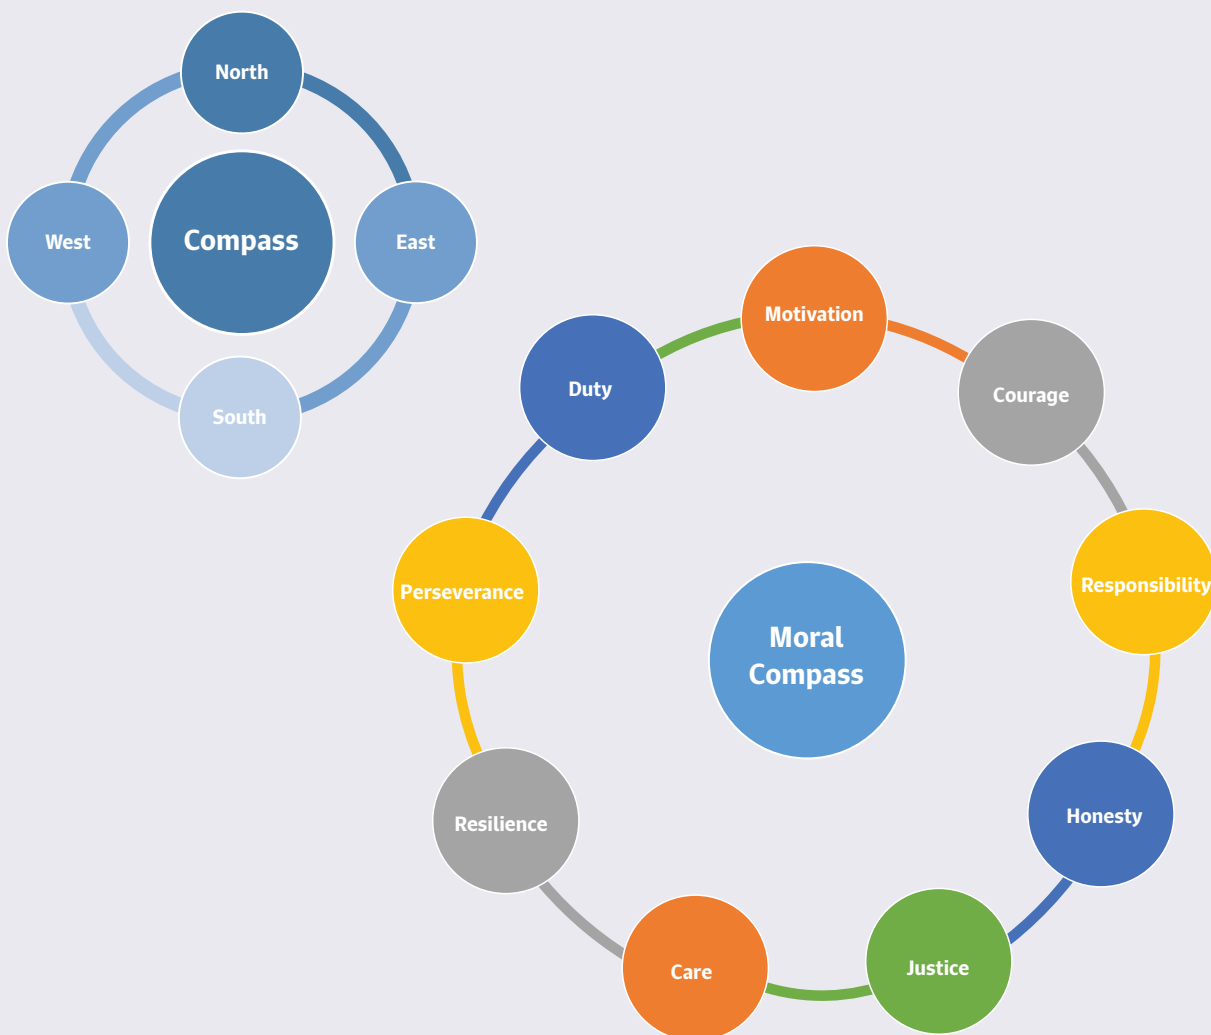 North
West
Compass
East
South
Motivation
Duty
Courage
Responsibility
Perseverance
Moral
Compass
Honesty
Resilience
Justice
Care